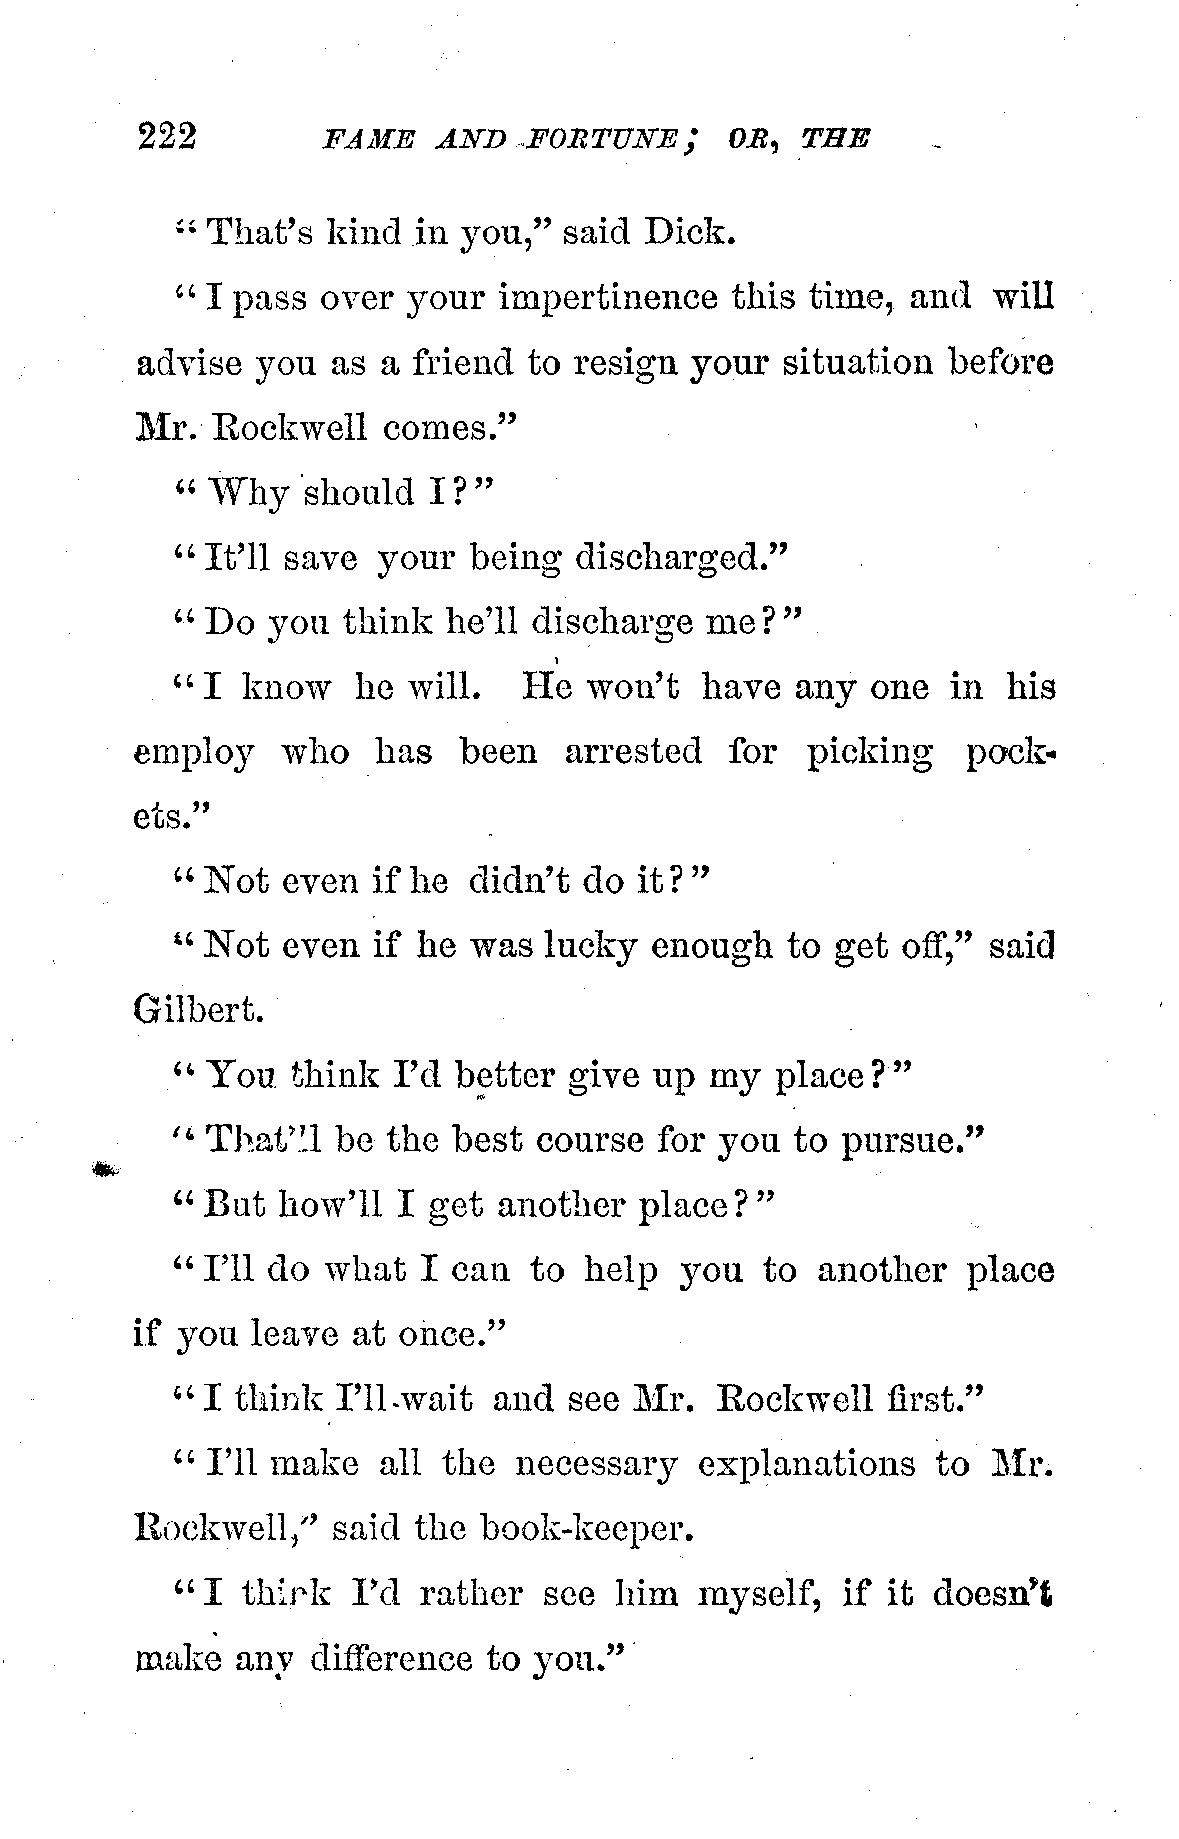 222 FAME AND FORTUNE; OR, THE
"That's kind in you," said Dick.
"I pass over your impertinence this time, and will
advise you as a friend to resign your situation before
Mr. Rockwell comes."
"Why should I?"
"It'll save your being discharged."
"Do you think he'll discharge me?"
"I know he will. He won't have any one in his
employ who has been arrested for picking pock-
ets."
"Not even if he didn't do it?"
"Not even if he was lucky enough to get off," said
Gilbert.
"You think I'd better give up my place?"
"That'll be the best course for you to pursue."
"But how'll I get another place?"
"I'll do what I can to help you to another place
if you leave at once."
"I think I'll wait and see Mr. Rockwell first."
"I'll make all the necessary explanations to Mr.
Rockwell," said the book-keeper.
"I think I'd rather see him myself, if it doesn't
make any difference to you."